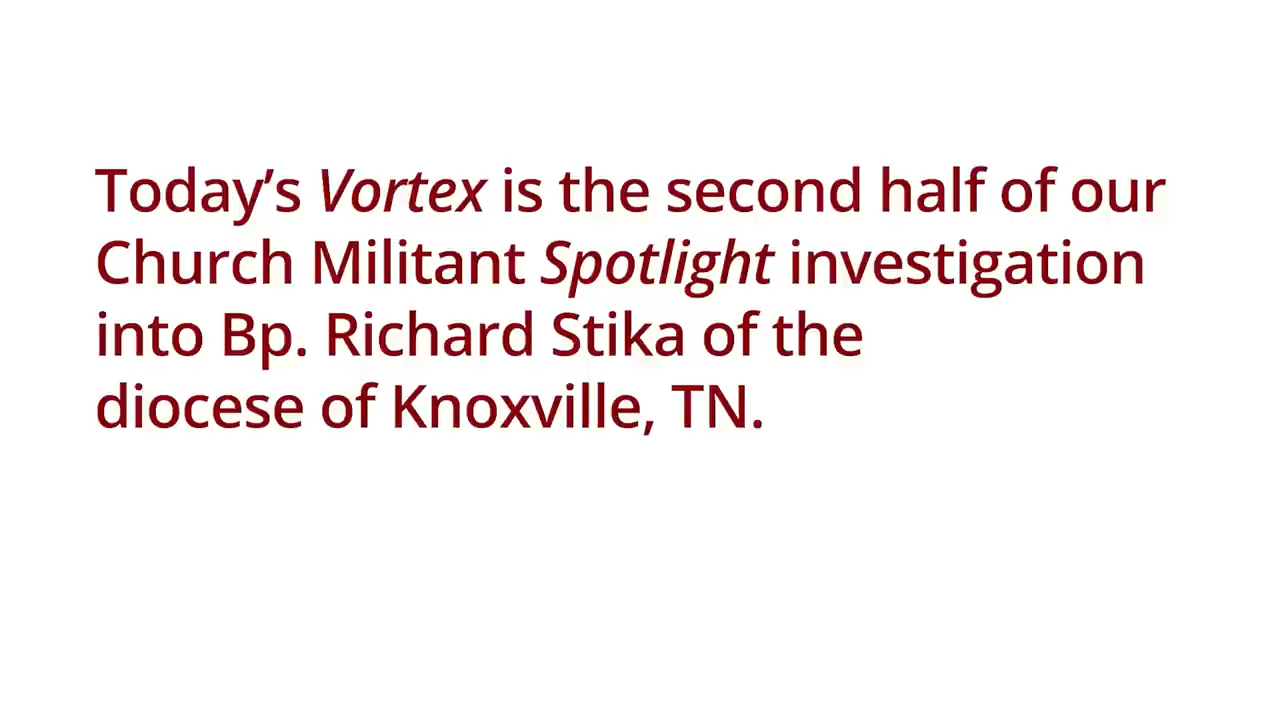 Today’s Vortex is the second half of our
Church Militant Spotlight investigation
into Bp. Richard Stika of the
diocese of Knoxville, TN.